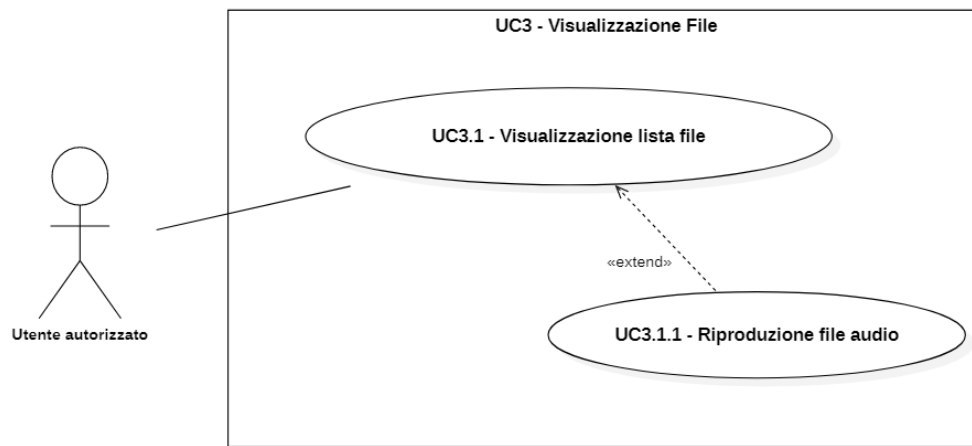 UC3 - Visualizzazione File
UC3.1 - Visualizzazione lista file
«extend»
Utente autorizzato
UC3.1.1 - Riproduzione file audio